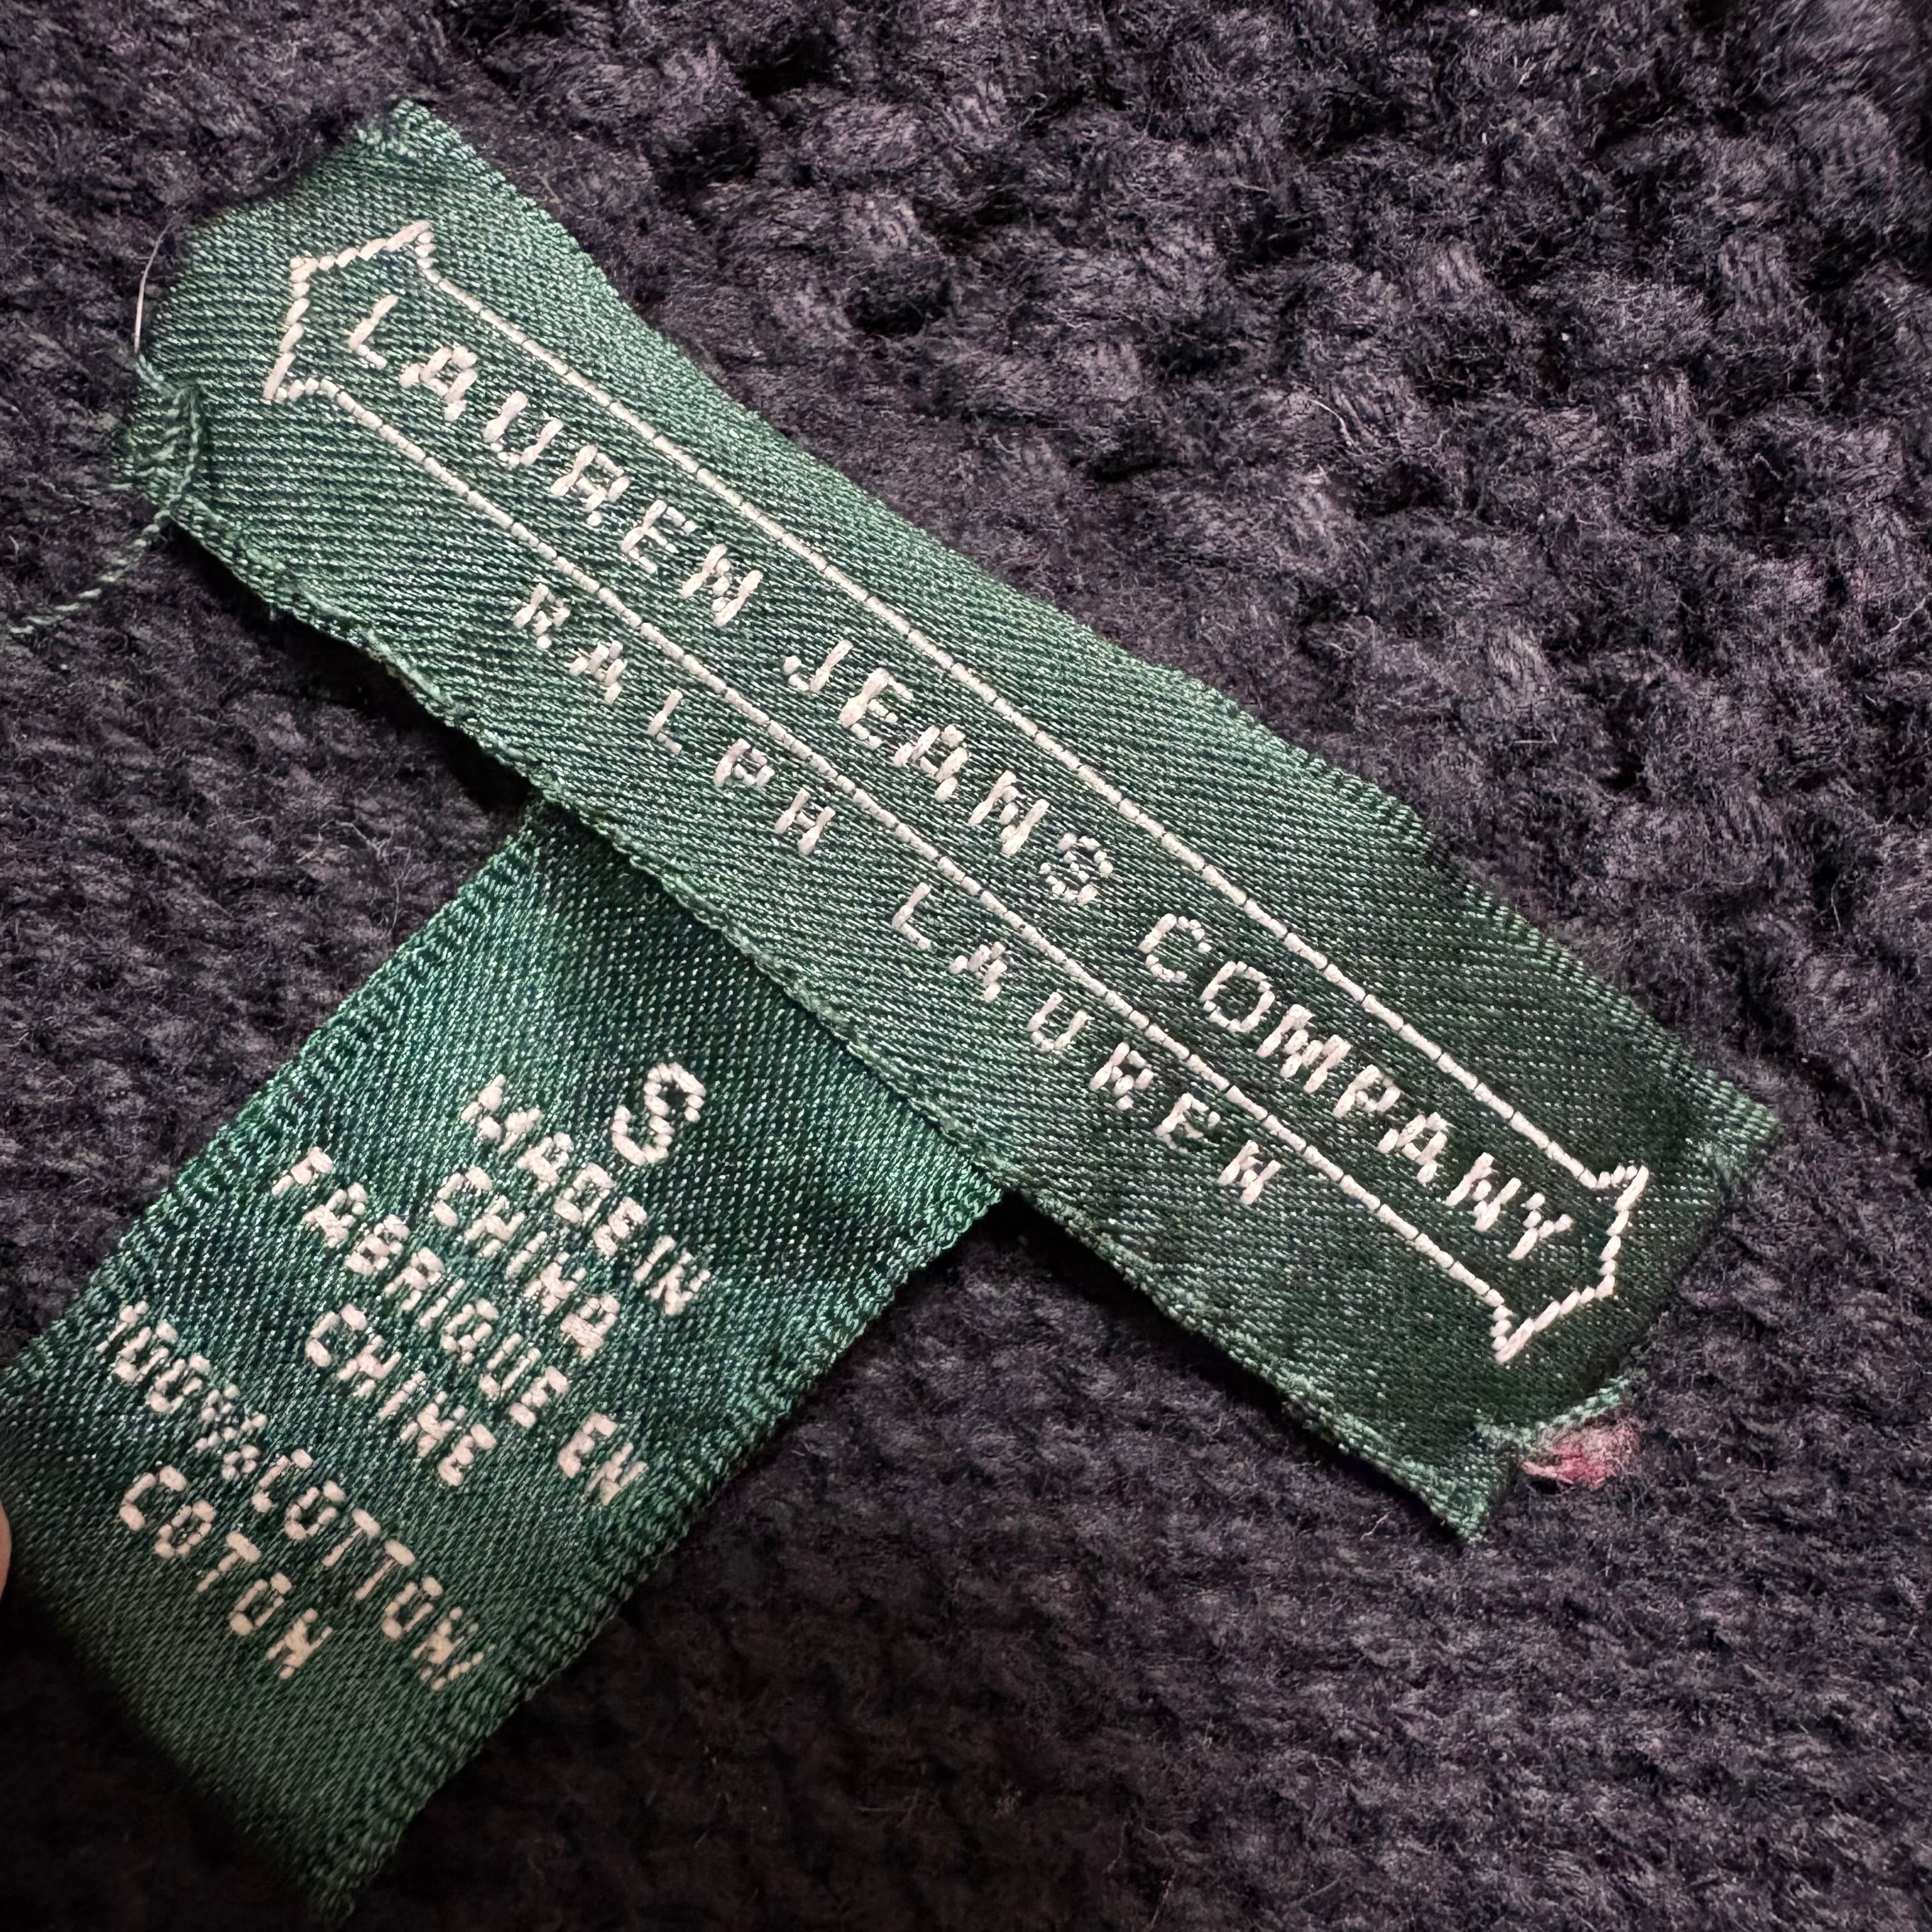 LAUREN JEANS COMPANY
RALPH LAUREN
S
MADE IN
CHINA
FABRIQUE EN
CHINE
100% COTTON/
COTON